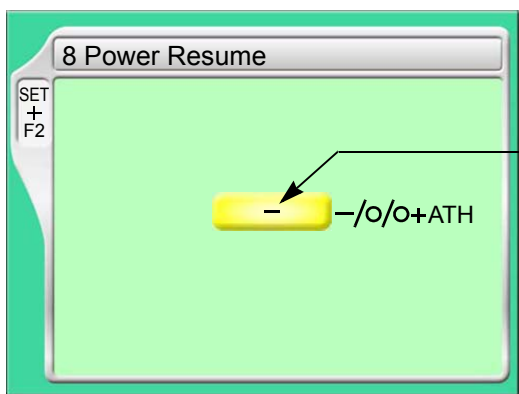 8 Power Resume
SET
+
F2
−
−/○/○+ATH